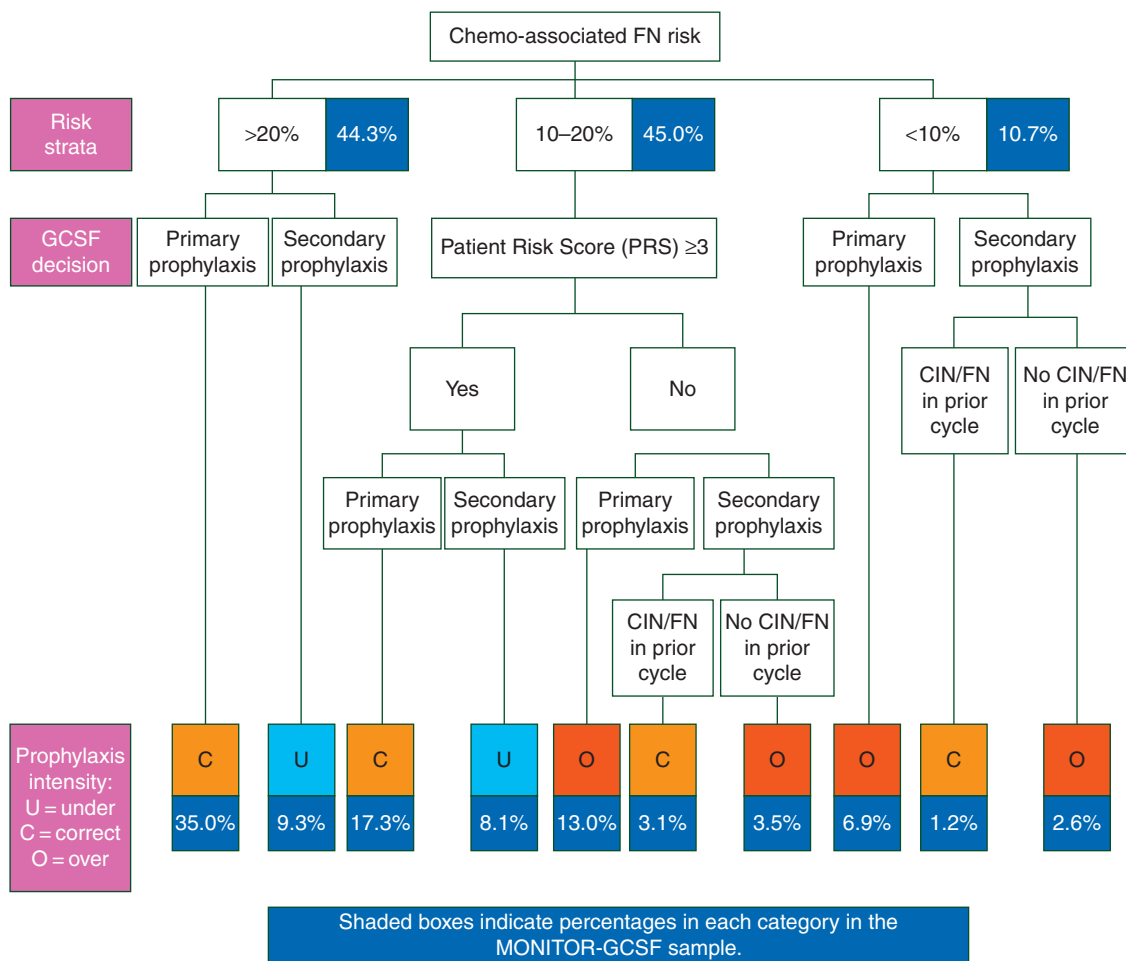 Chemo-associated FN risk
Risk
strata
>20%
44.3%
10–20%
45.0%
<10%
10.7%
GCSF
decision
Primary
prophylaxis
Secondary
prophylaxis
Patient Risk Score (PRS) ≥3
Primary
prophylaxis
Secondary
prophylaxis
Yes
No
CIN/FN
in prior
cycle
No CIN/FN
in prior
cycle
Primary
prophylaxis
Secondary
prophylaxis
Primary
prophylaxis
Secondary
prophylaxis
CIN/FN
in prior
cycle
No CIN/FN
in prior
cycle
Prophylaxis
intensity:
U = under
C = correct
O = over
C
U
C
U
O
C
O
O
C
O
35.0%
9.3%
17.3%
8.1%
13.0%
3.1%
3.5%
6.9%
1.2%
2.6%
Shaded boxes indicate percentages in each category in the
MONITOR-GCSF sample.